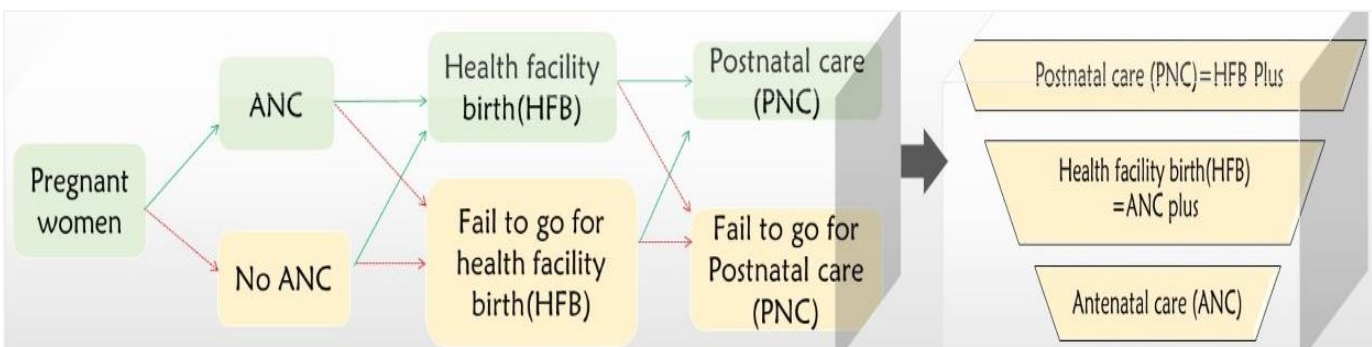 Pregnant
women
ANC
No ANC
Health facility
birth(HFB)
Fail to go for
health facility
birth(HFB)
Postnatal care
(PNC)
Fail to go for
Postnatal care
(PNC)
Postnatal care (PNC)=HFB Plus
Health facility birth(HFB)
=ANC plus
Antenatal care (ANC)